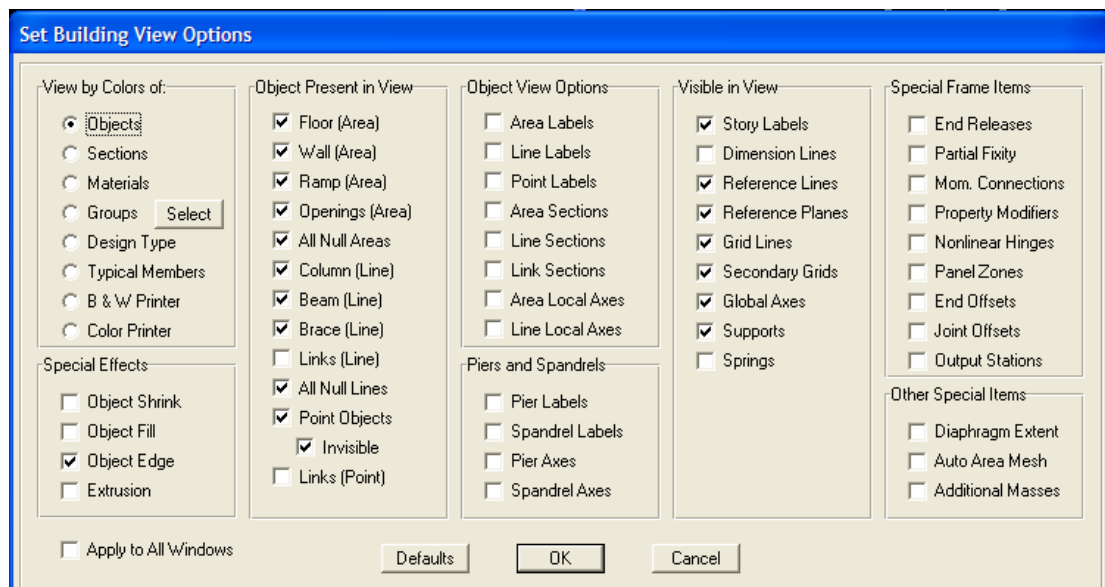 Set Building View Options
View by Colors of:
Objects
Sections
Materials
Groups
Select
Design Type
Typical Members
B & W Printer
Color Printer
Special Effects
Object Shrink
Object Fill
Object Edge
Extrusion
Apply to All Windows
Object Present in View
Floor (Area)
Wall (Area)
Ramp (Area)
Openings (Area)
All Null Areas
Column (Line)
Beam (Line)
Brace (Line)
Links (Line)
All Null Lines
Point Objects
Invisible
Links (Point)
Object View Options
Area Labels
Line Labels
Point Labels
Area Sections
Line Sections
Link Sections
Area Local Axes
Line Local Axes
Piers and Spandrels
Pier Labels
Spandrel Labels
Pier Axes
Spandrel Axes
Visible in View
Story Labels
Dimension Lines
Reference Lines
Reference Planes
Grid Lines
Secondary Grids
Global Axes
Supports
Springs
Special Frame Items
End Releases
Partial Fixity
Mom. Connections
Property Modifiers
Nonlinear Hinges
Panel Zones
End Offsets
Joint Offsets
Output Stations
Other Special Items
Diaphragm Extent
Auto Area Mesh
Additional Masses
Defaults
OK
Cancel